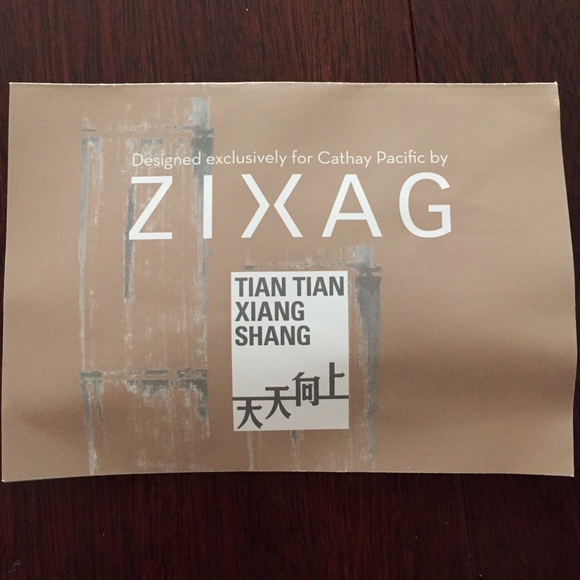 Designed exclusively for Cathay Pacific by
ZIXAG
TIAN TIAN
XIANG
SHANG
天天向上